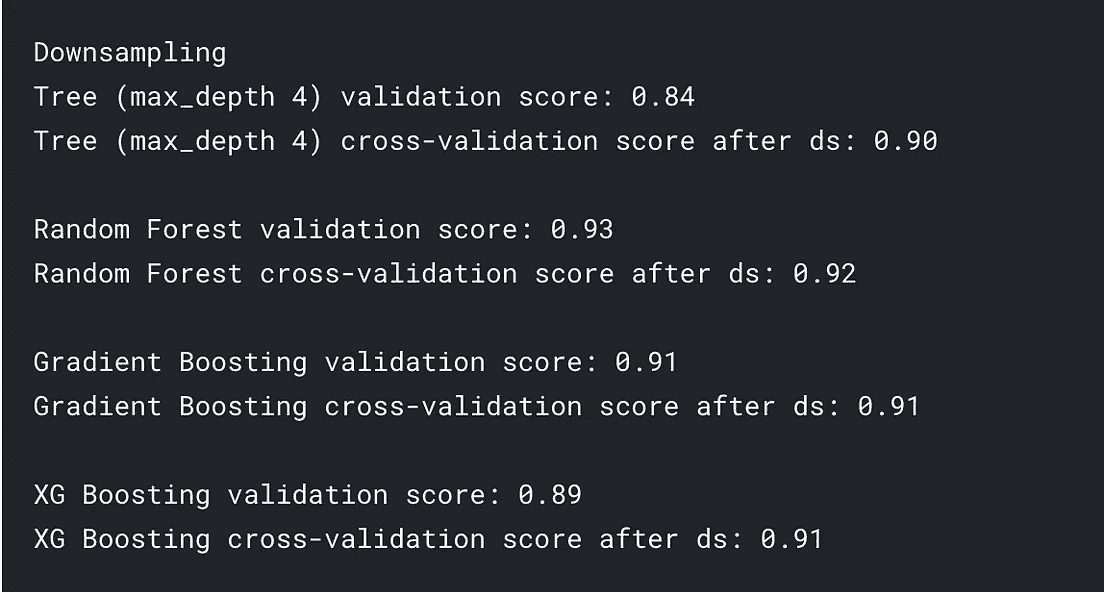 Downsampling
Tree (max_depth 4) validation score: 0.84
Tree (max_depth 4) cross-validation score after ds: 0.90
Random Forest validation score: 0.93
Random Forest cross-validation score after ds: 0.92
Gradient Boosting validation score: 0.91
Gradient Boosting cross-validation score after ds: 0.91
XG Boosting validation score: 0.89
XG Boosting cross-validation score after ds: 0.91